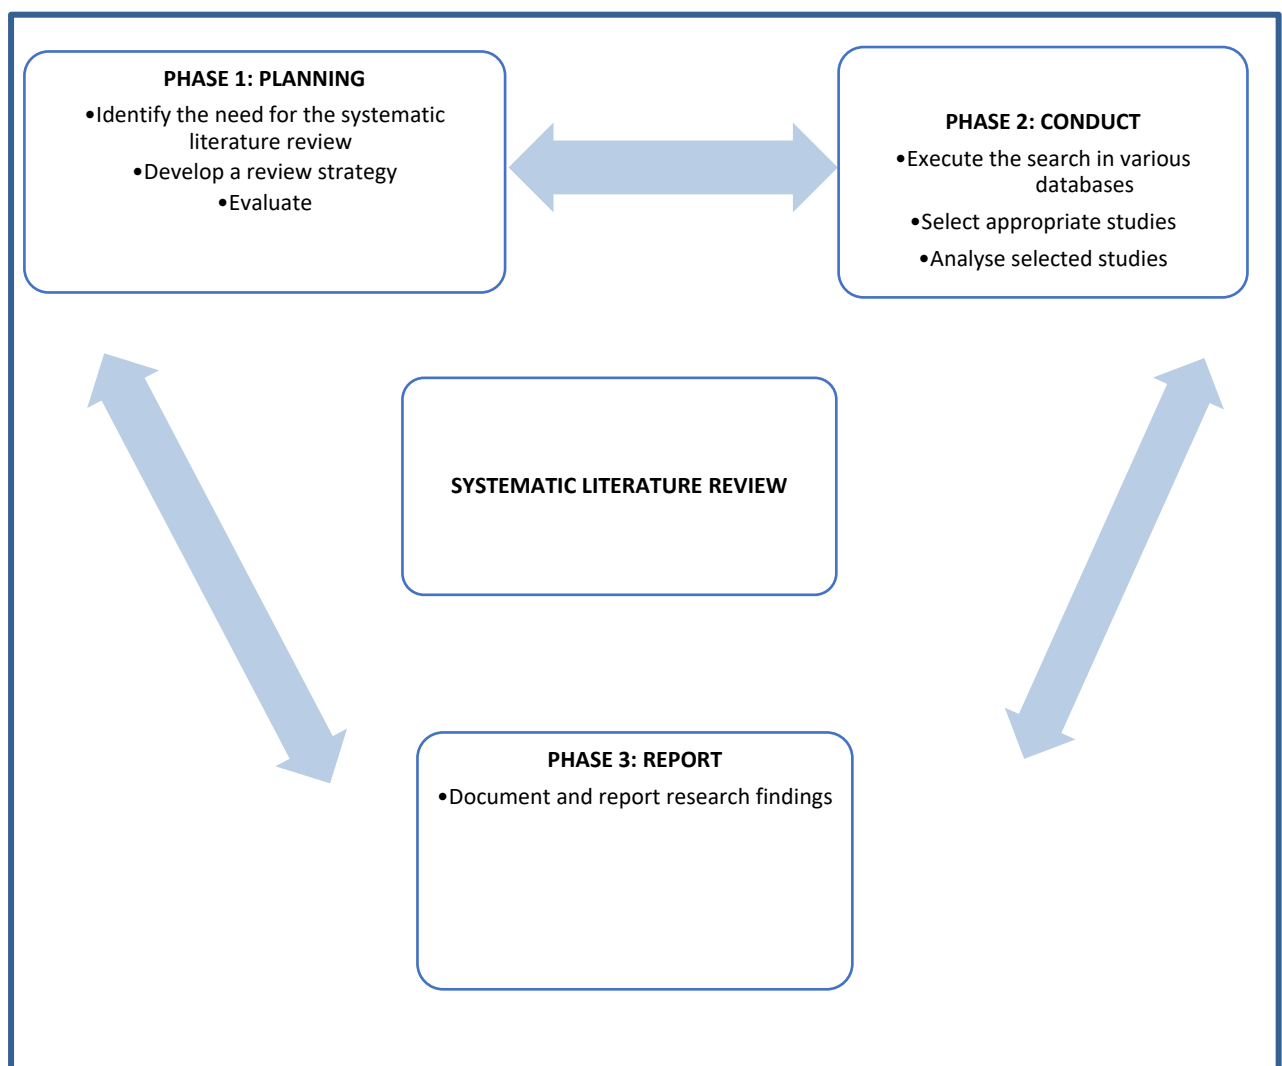 PHASE 1: PLANNING
•Identify the need for the systematic
literature review
•Develop a review strategy
•Evaluate
PHASE 2: CONDUCT
•Execute the search in various
databases
•Select appropriate studies
•Analyse selected studies
SYSTEMATIC LITERATURE REVIEW
PHASE 3: REPORT
•Document and report research findings